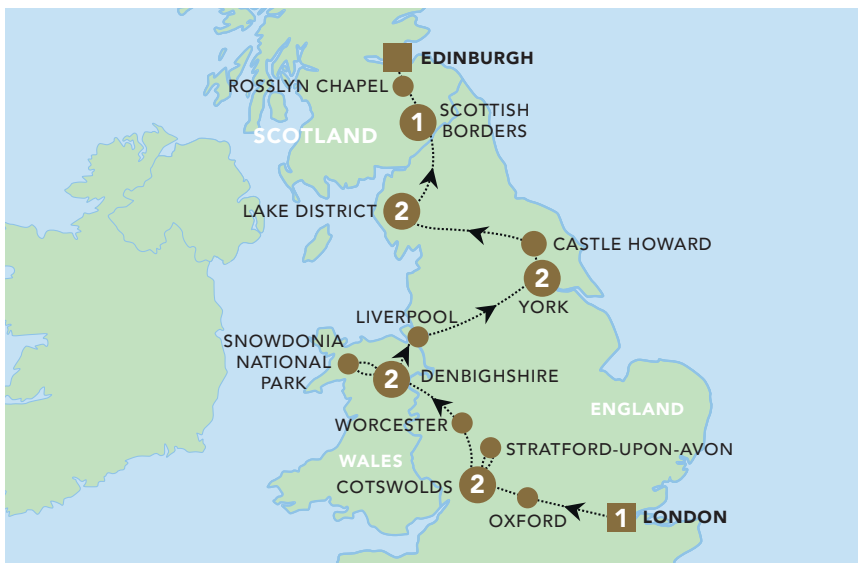 EDINBURGH
ROSSLYN CHAPEL
1
SCOTTISH
BORDERS
SCOTLAND
LAKE DISTRICT
2
CASTLE HOWARD
2
YORK
LIVERPOOL
SNOWDONIA
NATIONAL
PARK
2
DENBIGHSHIRE
ENGLAND
WORCESTER
STRATFORD-UPON-AVON
WALES
COTSWOLDS
2
OXFORD
1
LONDON